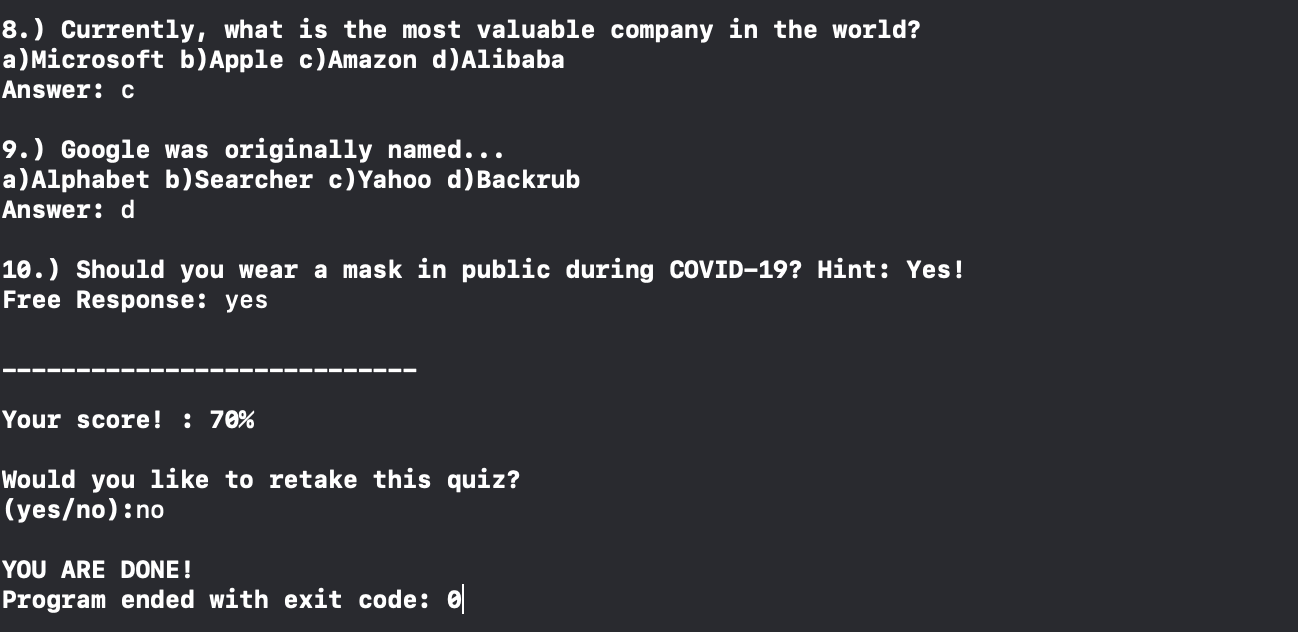 8.) Currently, what is the most valuable company in the world?
a)Microsoft b)Apple c)Amazon d)Alibaba
Answer: c
9.) Google was originally named...
a)Alphabet b)Searcher c)Yahoo d)Backrub
Answer: d
10.) Should you wear a mask in public during COVID-19? Hint: Yes!
Free Response: yes
----------------------------
Your score! : 70%
Would you like to retake this quiz?
(yes/no):no
YOU ARE DONE!
Program ended with exit code: 0